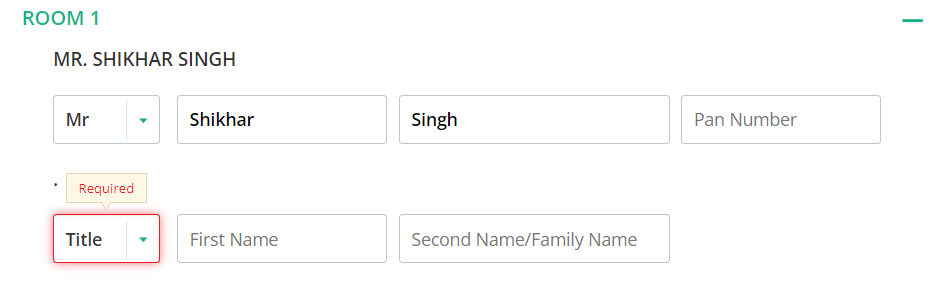 ROOM 1
MR. SHIKHAR SINGH
Mr Shikhar Singh Pan Number
. Required
Title First Name Second Name/Family Name